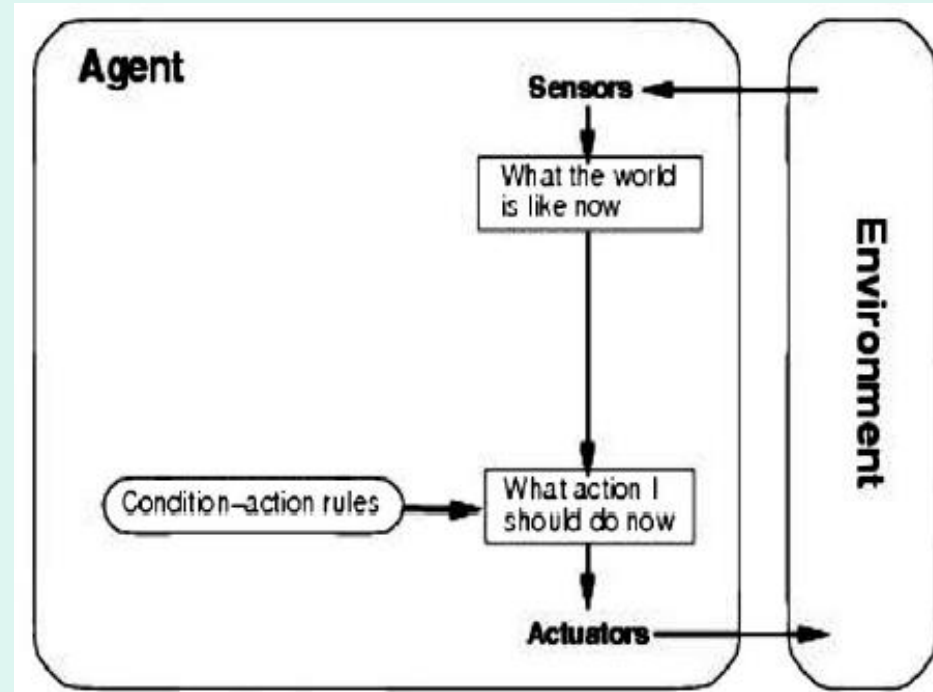 Agent
Sensors
What the world
is like now
Environment
Condition–action rules
What action I
should do now
Actuators